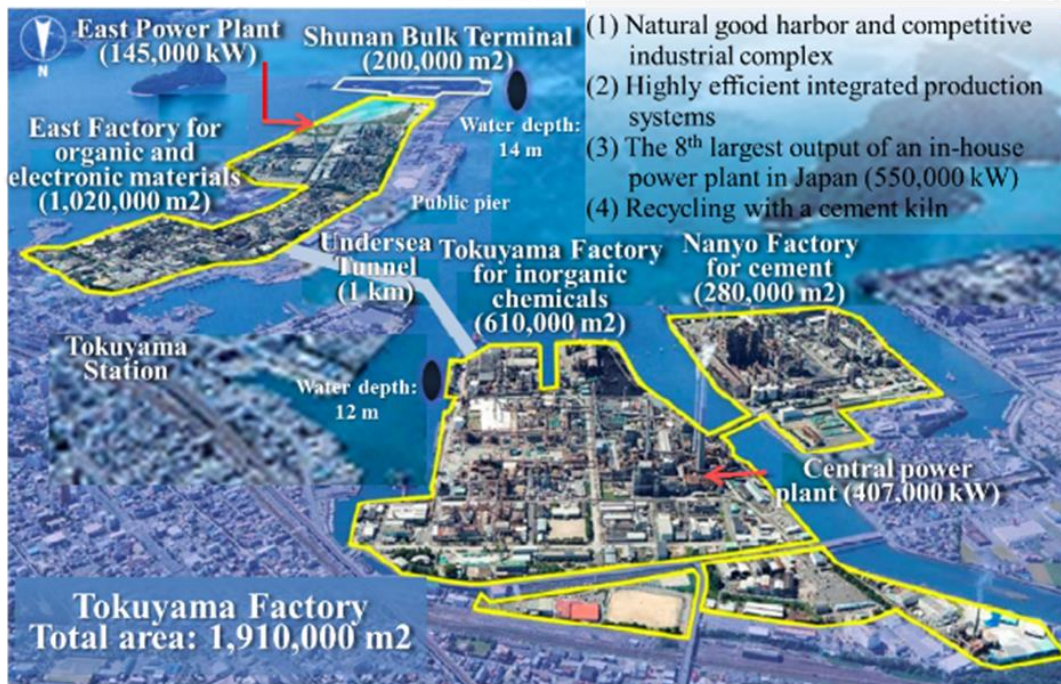 N
East Power Plant
(145,000 kW)
Shunan Bulk Terminal
(200,000 m2)
Water depth:
14 m
(1) Natural good harbor and competitive
industrial complex
(2) Highly efficient integrated production
systems
(3) The 8th largest output of an in-house
power plant in Japan (550,000 kW)
(4) Recycling with a cement kiln
East Factory for
organic and
electronic materials
(1,020,000 m2)
Public pier
Undersea
Tunnel
(1 km)
Tokuyama Factory
for inorganic
chemicals
(610,000 m2)
Nanyo Factory
for cement
(280,000 m2)
Tokuyama
Station
Water depth:
12 m
Central power
plant (407,000 kW)
Tokuyama Factory
Total area: 1,910,000 m2